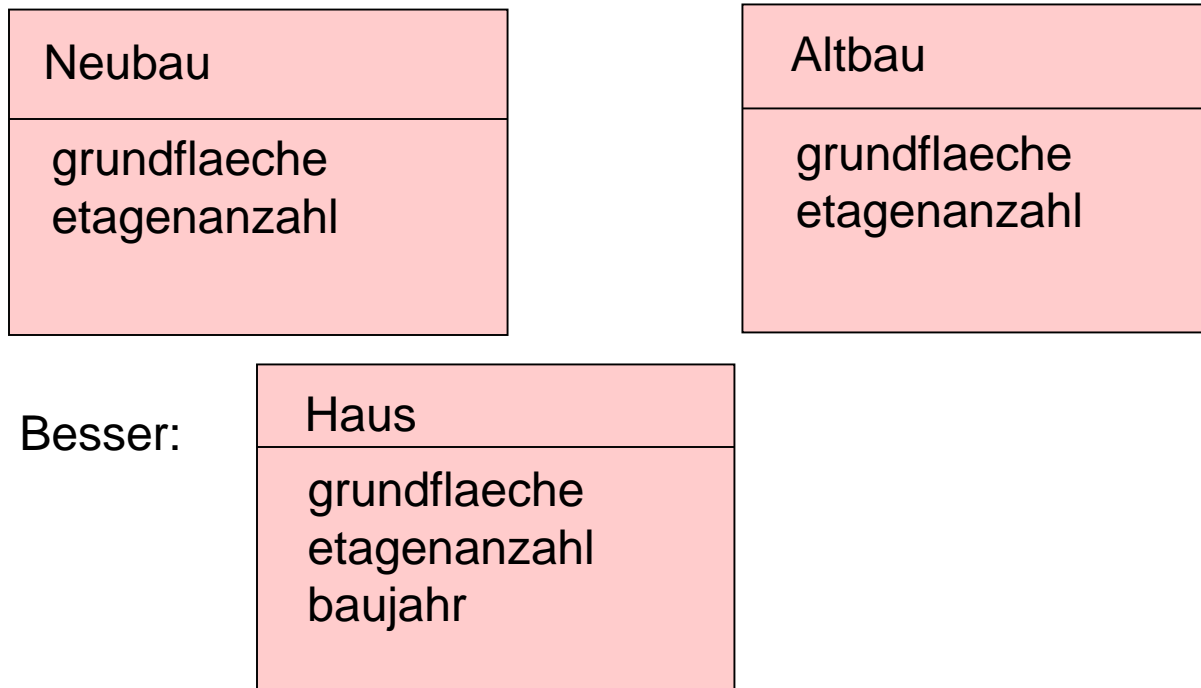 Neubau
grundflaeche
etagenanzahl
Altbau
grundflaeche
etagenanzahl
Besser:
Haus
grundflaeche
etagenanzahl
baujahr